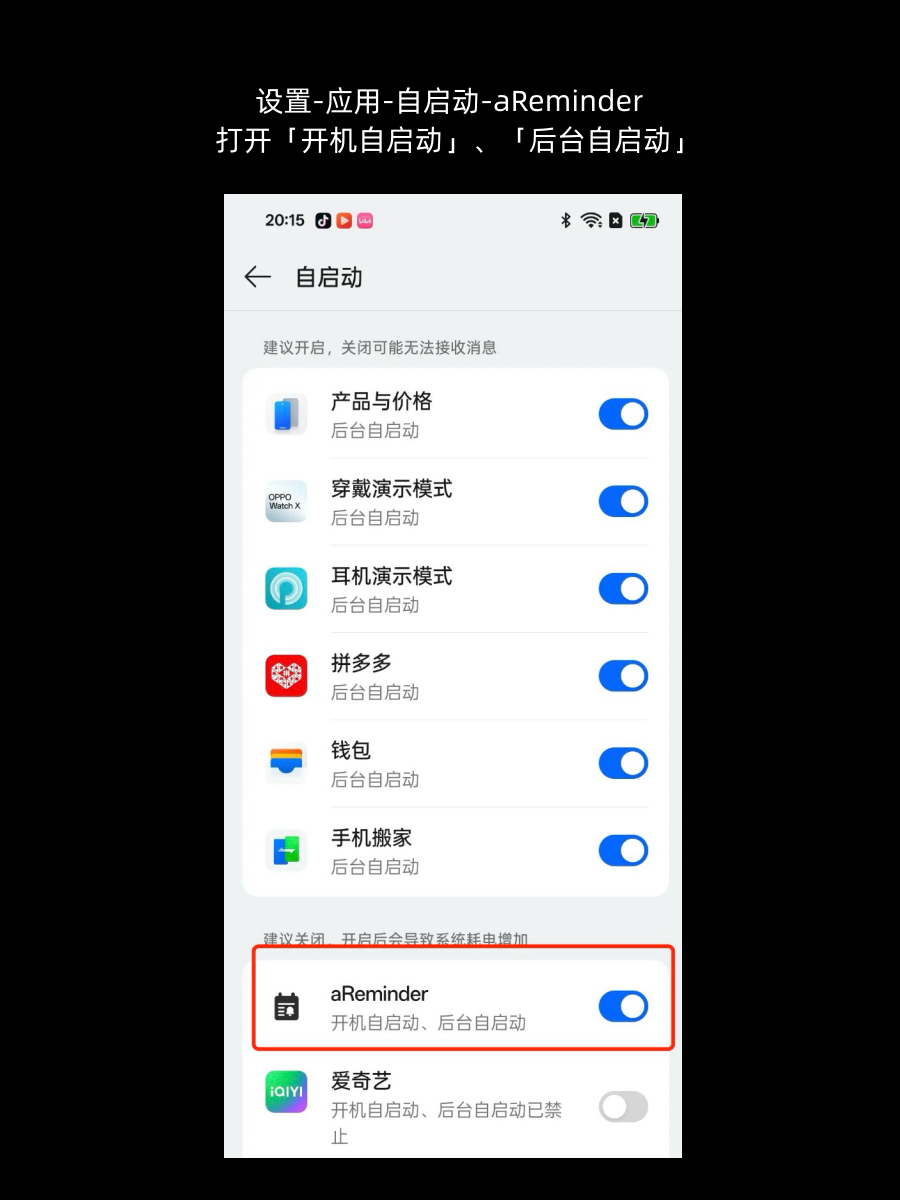 设置-应用-自启动-aReminder
打开「开机自启动」、「后台自启动」
20:15
自启动
建议开启，关闭可能无法接收消息
产品与价格
后台自启动
OPPO
Watch X
穿戴演示模式
后台自启动
耳机演示模式
后台自启动
拼多多
后台自启动
钱包
后台自启动
手机搬家
后台自启动
建议关闭，开启后会导致系统耗电增加
aReminder
开机自启动、后台自启动
iQIYI
爱奇艺
开机自启动、后台自启动已禁
止